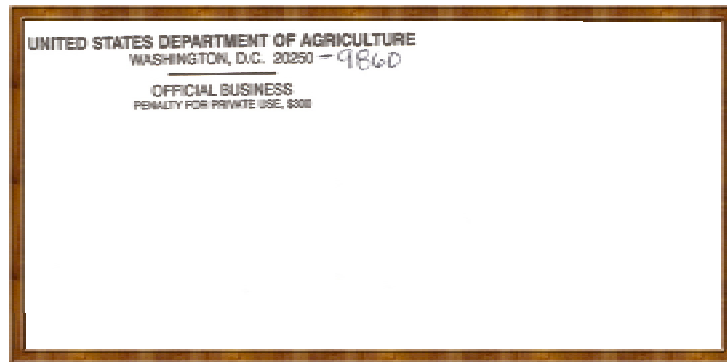 UNITED STATES DEPARTMENT OF AGRICULTURE
WASHINGTON, D.C. 20250 -9860
OFFICIAL BUSINESS
PENALTY FOR PRIVATE USE, $300